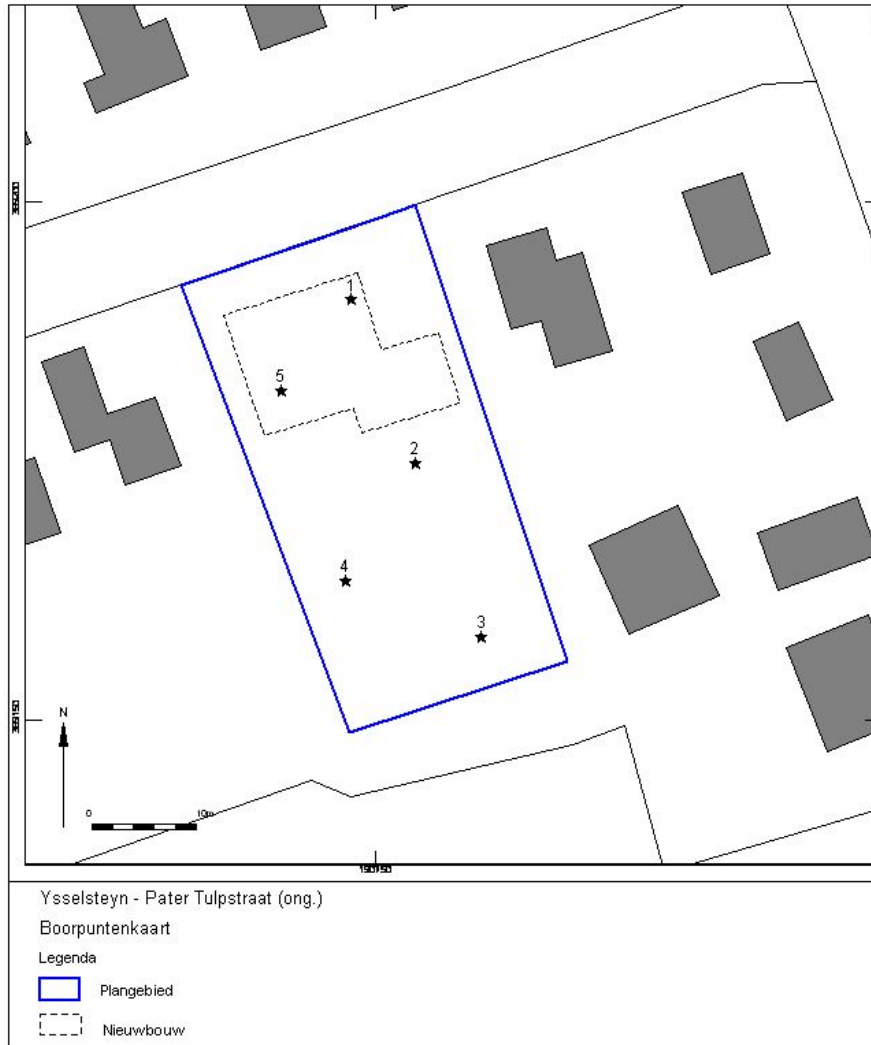 1
5
2
4
3
N
0
10m
Ysselsteyn - Pater Tulpstraat (ong.)
Boorpuntenkaart
Legenda
Plangebied
Nieuwbouw